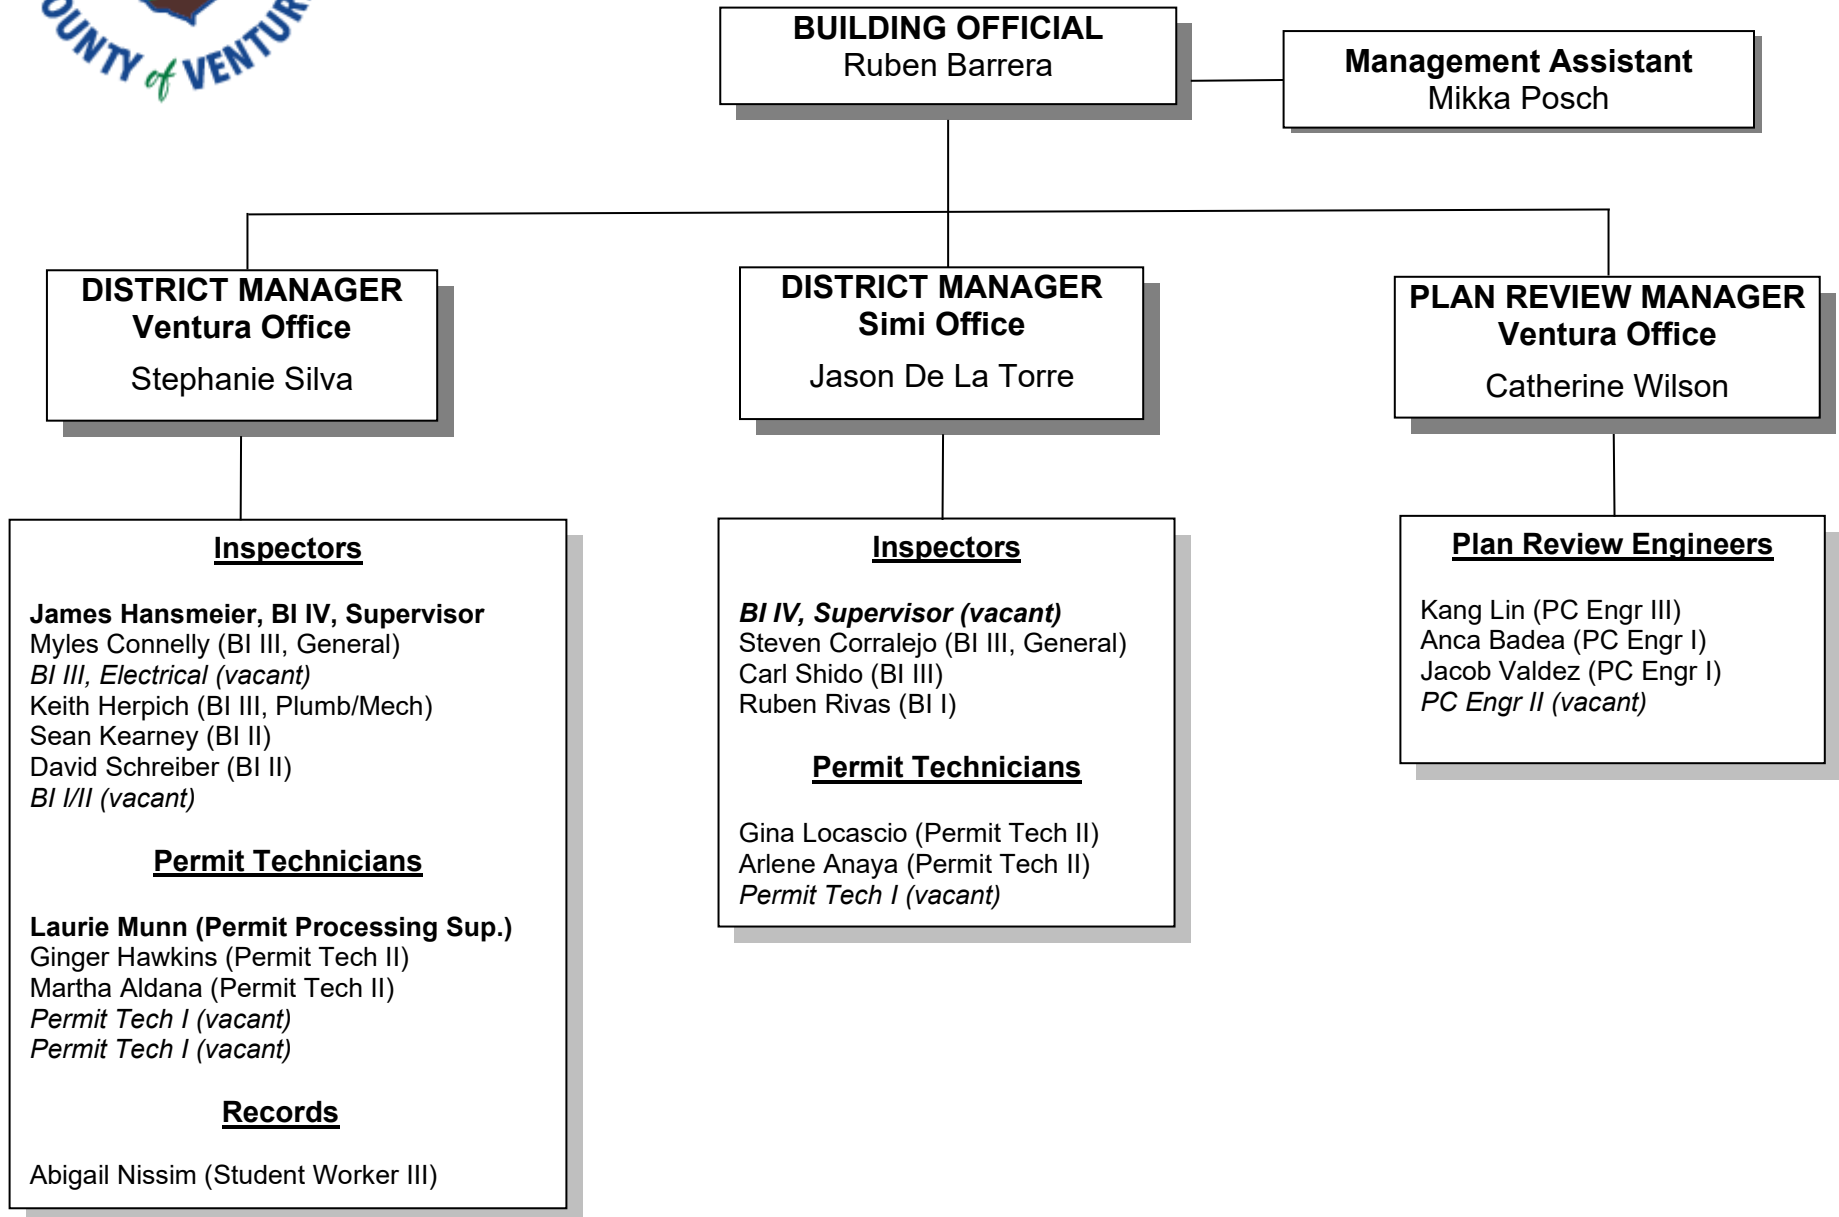 OUNTY of VENTUR
BUILDING OFFICIAL
Ruben Barrera
Management Assistant
Mikka Posch
DISTRICT MANAGER
Ventura Office
Stephanie Silva
DISTRICT MANAGER
Simi Office
Jason De La Torre
PLAN REVIEW MANAGER
Ventura Office
Catherine Wilson
Inspectors
James Hansmeier, BI IV, Supervisor
Myles Connelly (BI III, General)
BI III, Electrical (vacant)
Keith Herpich (BI III, Plumb/Mech)
Sean Kearney (BI II)
David Schreiber (BI II)
BI I/II (vacant)
Permit Technicians
Laurie Munn (Permit Processing Sup.)
Ginger Hawkins (Permit Tech II)
Martha Aldana (Permit Tech II)
Permit Tech I (vacant)
Permit Tech I (vacant)
Records
Abigail Nissim (Student Worker III)
Inspectors
BI IV, Supervisor (vacant)
Steven Corralejo (BI III, General)
Carl Shido (BI III)
Ruben Rivas (BI I)
Permit Technicians
Gina Locascio (Permit Tech II)
Arlene Anaya (Permit Tech II)
Permit Tech I (vacant)
Plan Review Engineers
Kang Lin (PC Engr III)
Anca Badea (PC Engr I)
Jacob Valdez (PC Engr I)
PC Engr II (vacant)